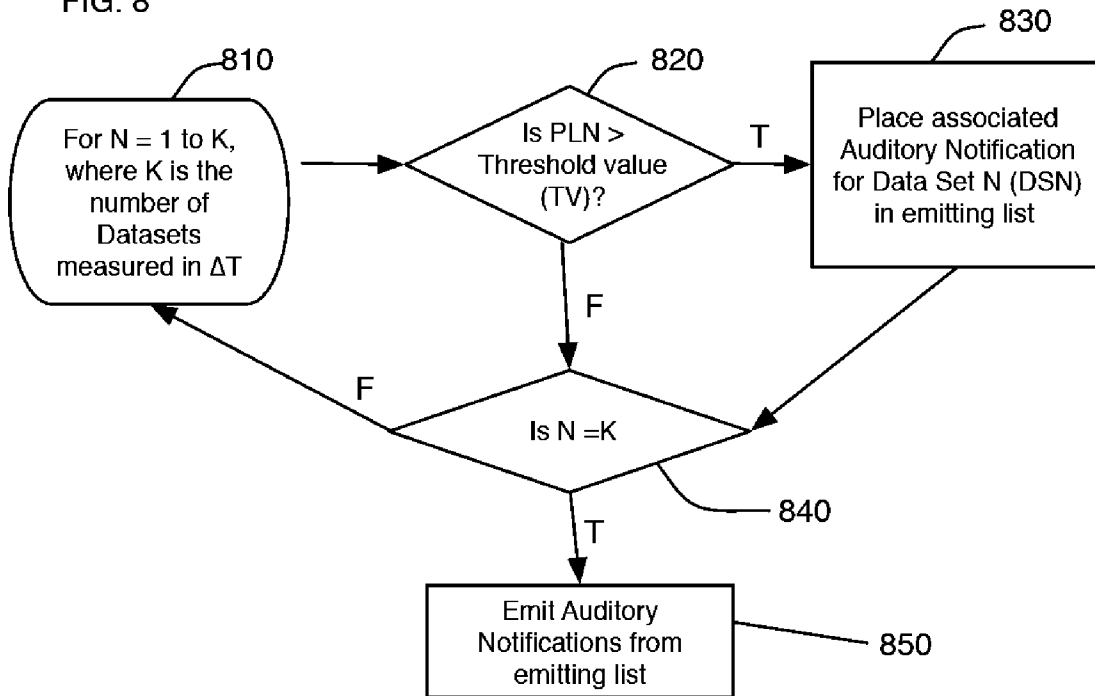 FIG. 8
810
For N = 1 to K,
where K is the
number of
Datasets
measured in ΔT
820
Is PLN >
Threshold value
(TV)?
T
830
Place associated
Auditory Notification
for Data Set N (DSN)
in emitting list
F
F
Is N =K
840
T
Emit Auditory
Notifications from
emitting list
850